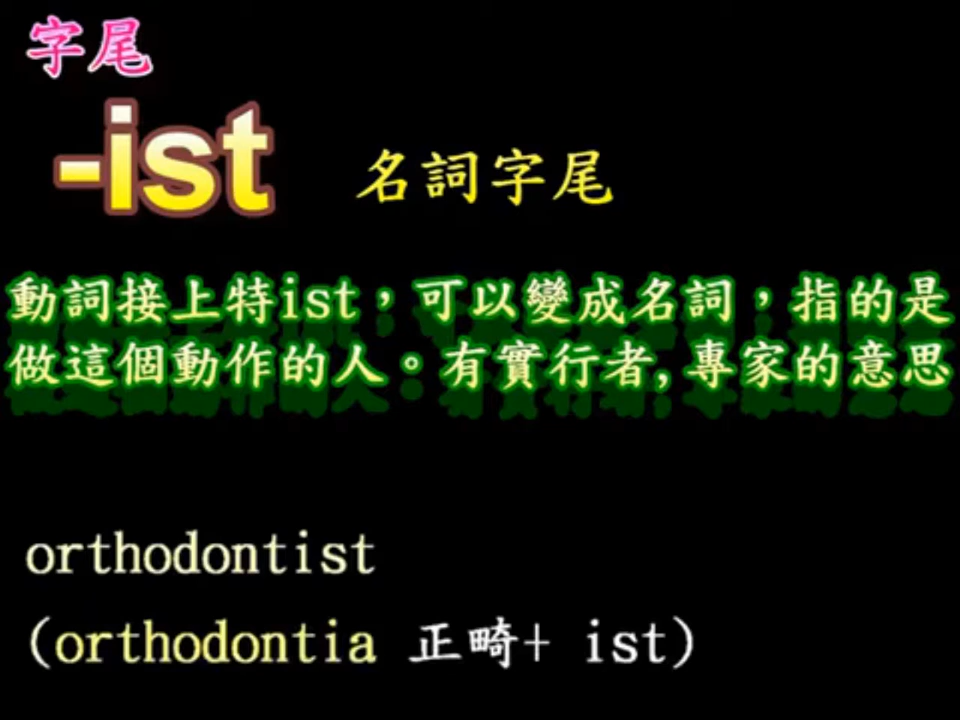 字尾
-ist 名詞字尾
動詞接上特ist，可以變成名詞，指的是
做這個動作的人。有實行者,專家的意思
orthodontist
(orthodontia 正畸+ ist)